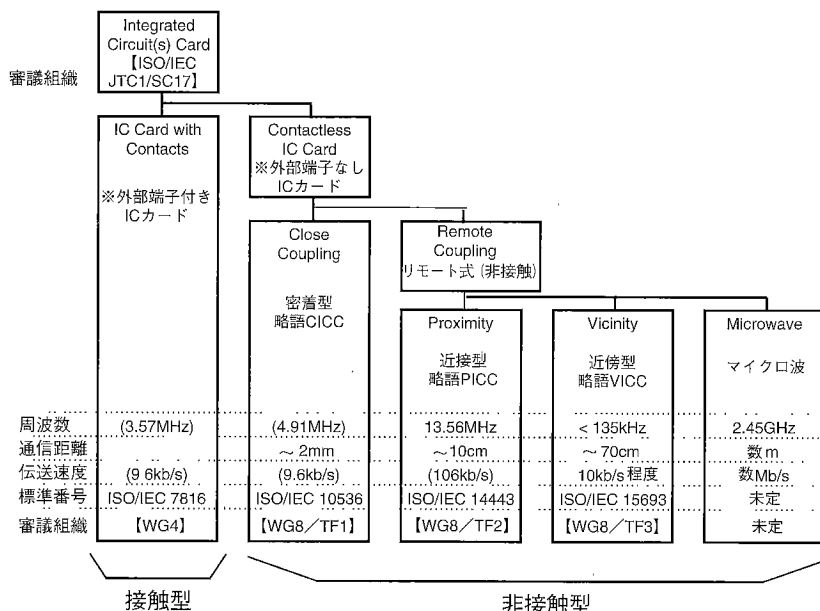 Integrated
Circuit(s) Card
【ISO/IEC
JTC1/SC17】
審議組織
IC Card with
Contacts
※外部端子付き
ICカード
Contactless
IC Card
※外部端子なし
ICカード
Close
Coupling
密着型
略語CICC
Remote
Coupling
リモート式(非接触)
Proximity
近接型
略語PICC
Vicinity
近傍型
略語VICC
Microwave
マイクロ波
周波数 (3.57MHz) (4.91MHz) 13.56MHz <135kHz 2.45GHz
通信距離 ~2mm ~10cm ~70cm 数m
伝送速度 (9 6kb/s) (9.6kb/s) (106kb/s) 10kb/s程度 数Mb/s
標準番号 ISO/IEC 7816 ISO/IEC 10536 ISO/IEC 14443 ISO/IEC 15693 未定
審議組織 【WG4】 【WG8/TF1】 【WG8/TF2】 【WG8/TF3】 未定
接触型 非接触型